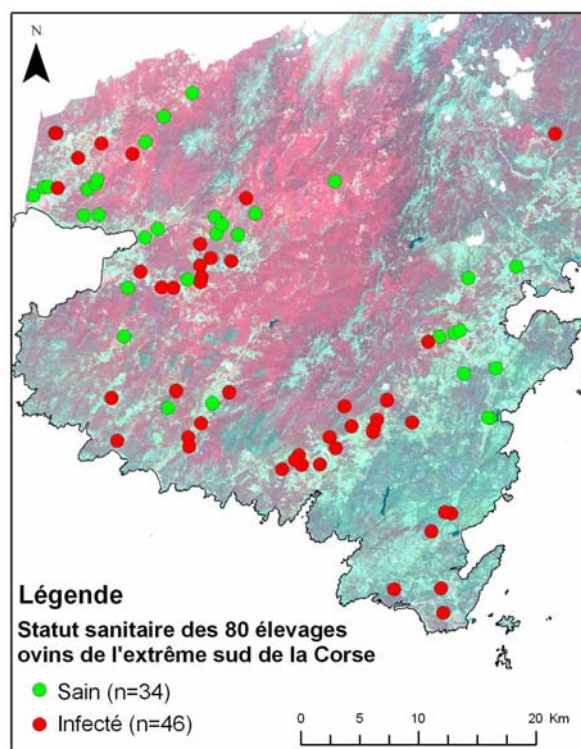 N
Légende
Statut sanitaire des 80 élevages
ovins de l'extrême sud de la Corse
Sain (n=34)
Infecté (n=46)
0 5 10 20 Km